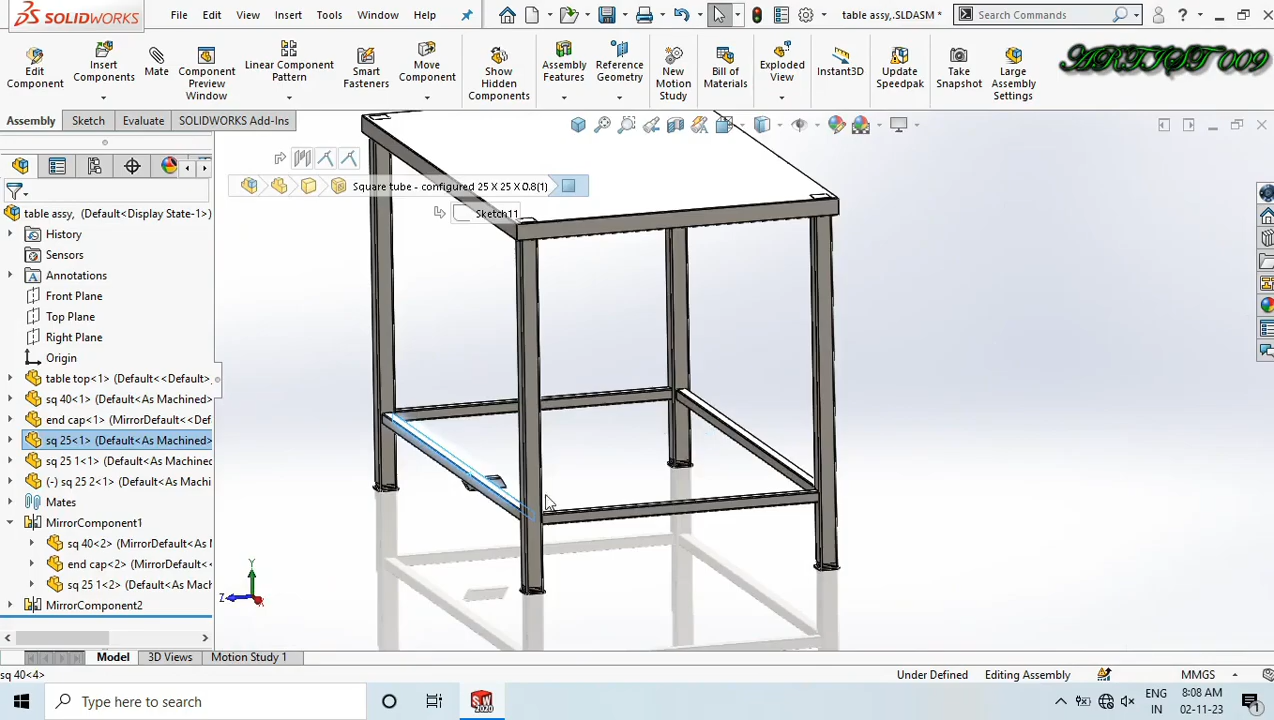 SOLIDWORKS
File Edit View Insert Tools Window Help
table assy,.SLDASM *
Search Commands
Edit Component
Insert Components
Mate
Component Preview Window
Linear Component Pattern
Smart Fasteners
Move Component
Show Hidden Components
Assembly Features
Reference Geometry
New Motion Study
Bill of Materials
Exploded View
Instant3D
Update Speedpak
Take Snapshot
Large Assembly Settings
ARTIST 009
Assembly Sketch Evaluate SOLIDWORKS Add-Ins
Square tube - configured 25 X 25 X 0.8(1)
Sketch11
table assy, (Default<Display State-1>)
History
Sensors
Annotations
Front Plane
Top Plane
Right Plane
Origin
table top<1> (Default<<Default>
sq 40<1> (Default<As Machined>
end cap<1> (MirrorDefault<<Def
sq 25<1> (Default<As Machined>
sq 25 1<1> (Default<As Machined
(-) sq 25 2<1> (Default<As Machi
Mates
MirrorComponent1
sq 40<2> (MirrorDefault<As M
end cap<2> (MirrorDefault<<
sq 25 1<2> (Default<As Mach
MirrorComponent2
Y
Z
X
Model 3D Views Motion Study 1
sq 40<4>
Under Defined Editing Assembly MMGS
Type here to search
SW
2020
ENG
IN
8:08 AM
02-11-23
1